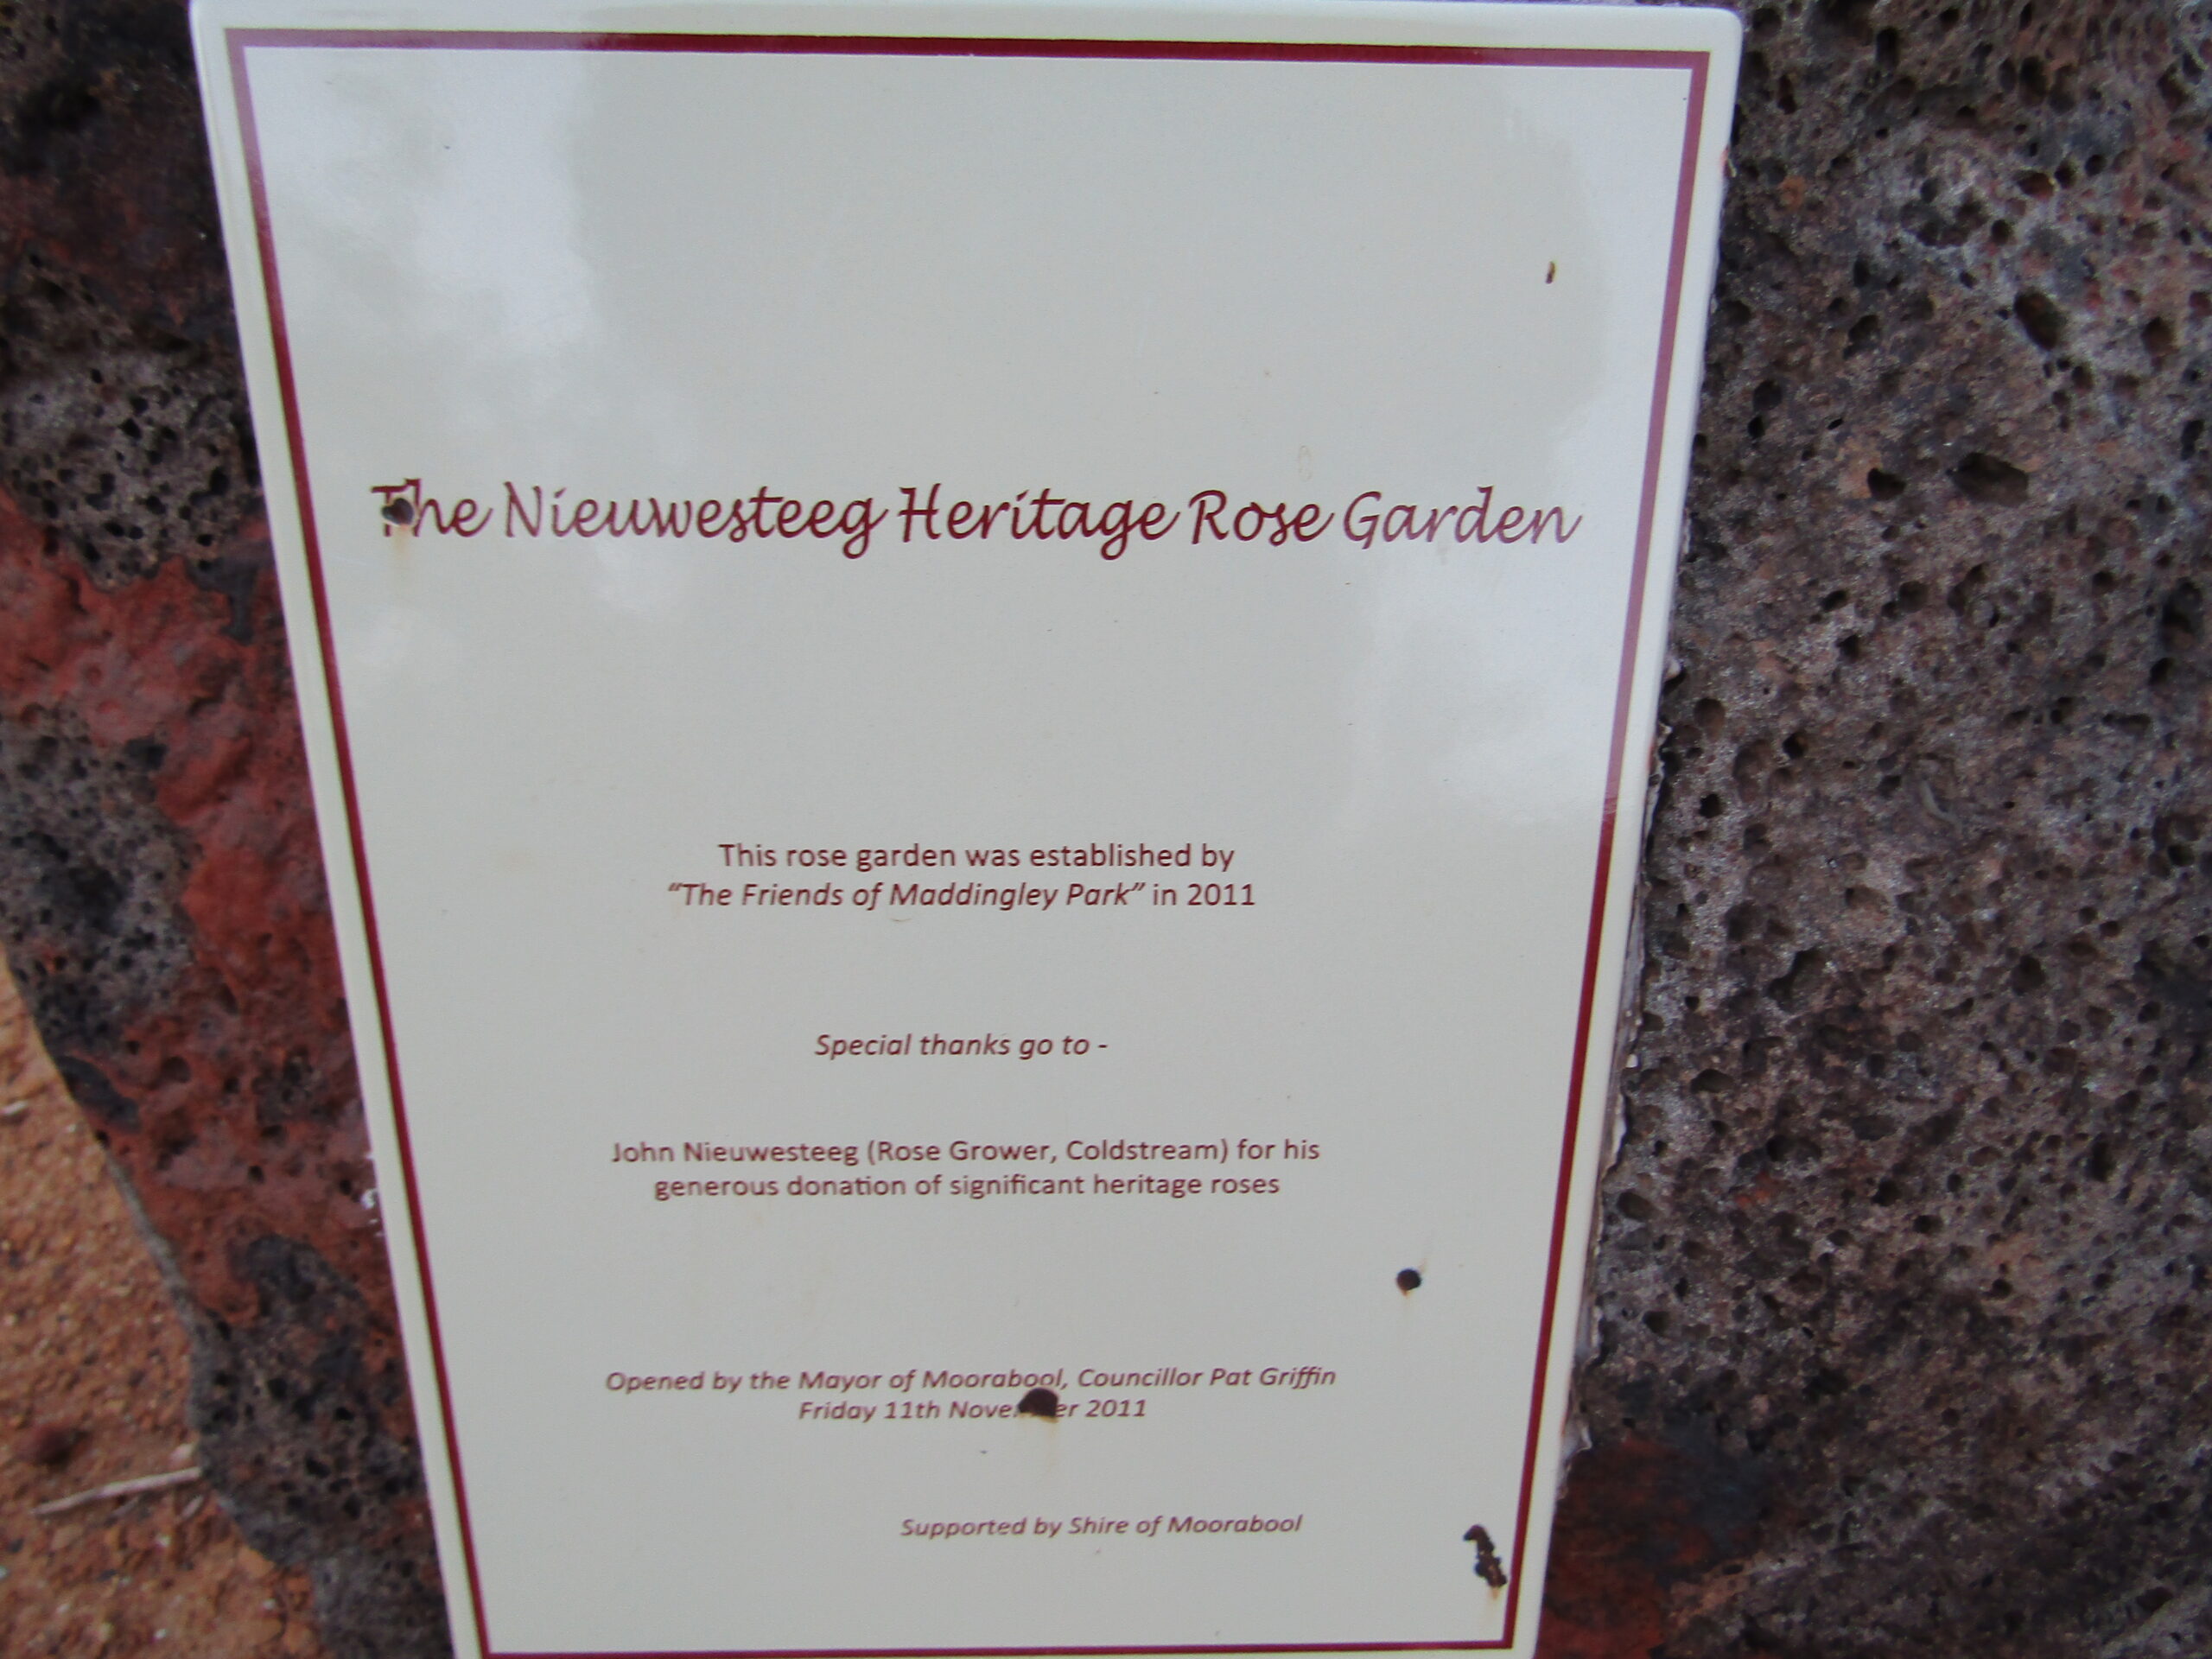 The Nieuwesteeg Heritage Rose Garden
This rose garden was established by
“The Friends of Maddingley Park” in 2011
Special thanks go to -
John Nieuwesteeg (Rose Grower, Coldstream) for his
generous donation of significant heritage roses
Opened by the Mayor of Moorabool, Councillor Pat Griffin
Friday 11th November 2011
Supported by Shire of Moorabool